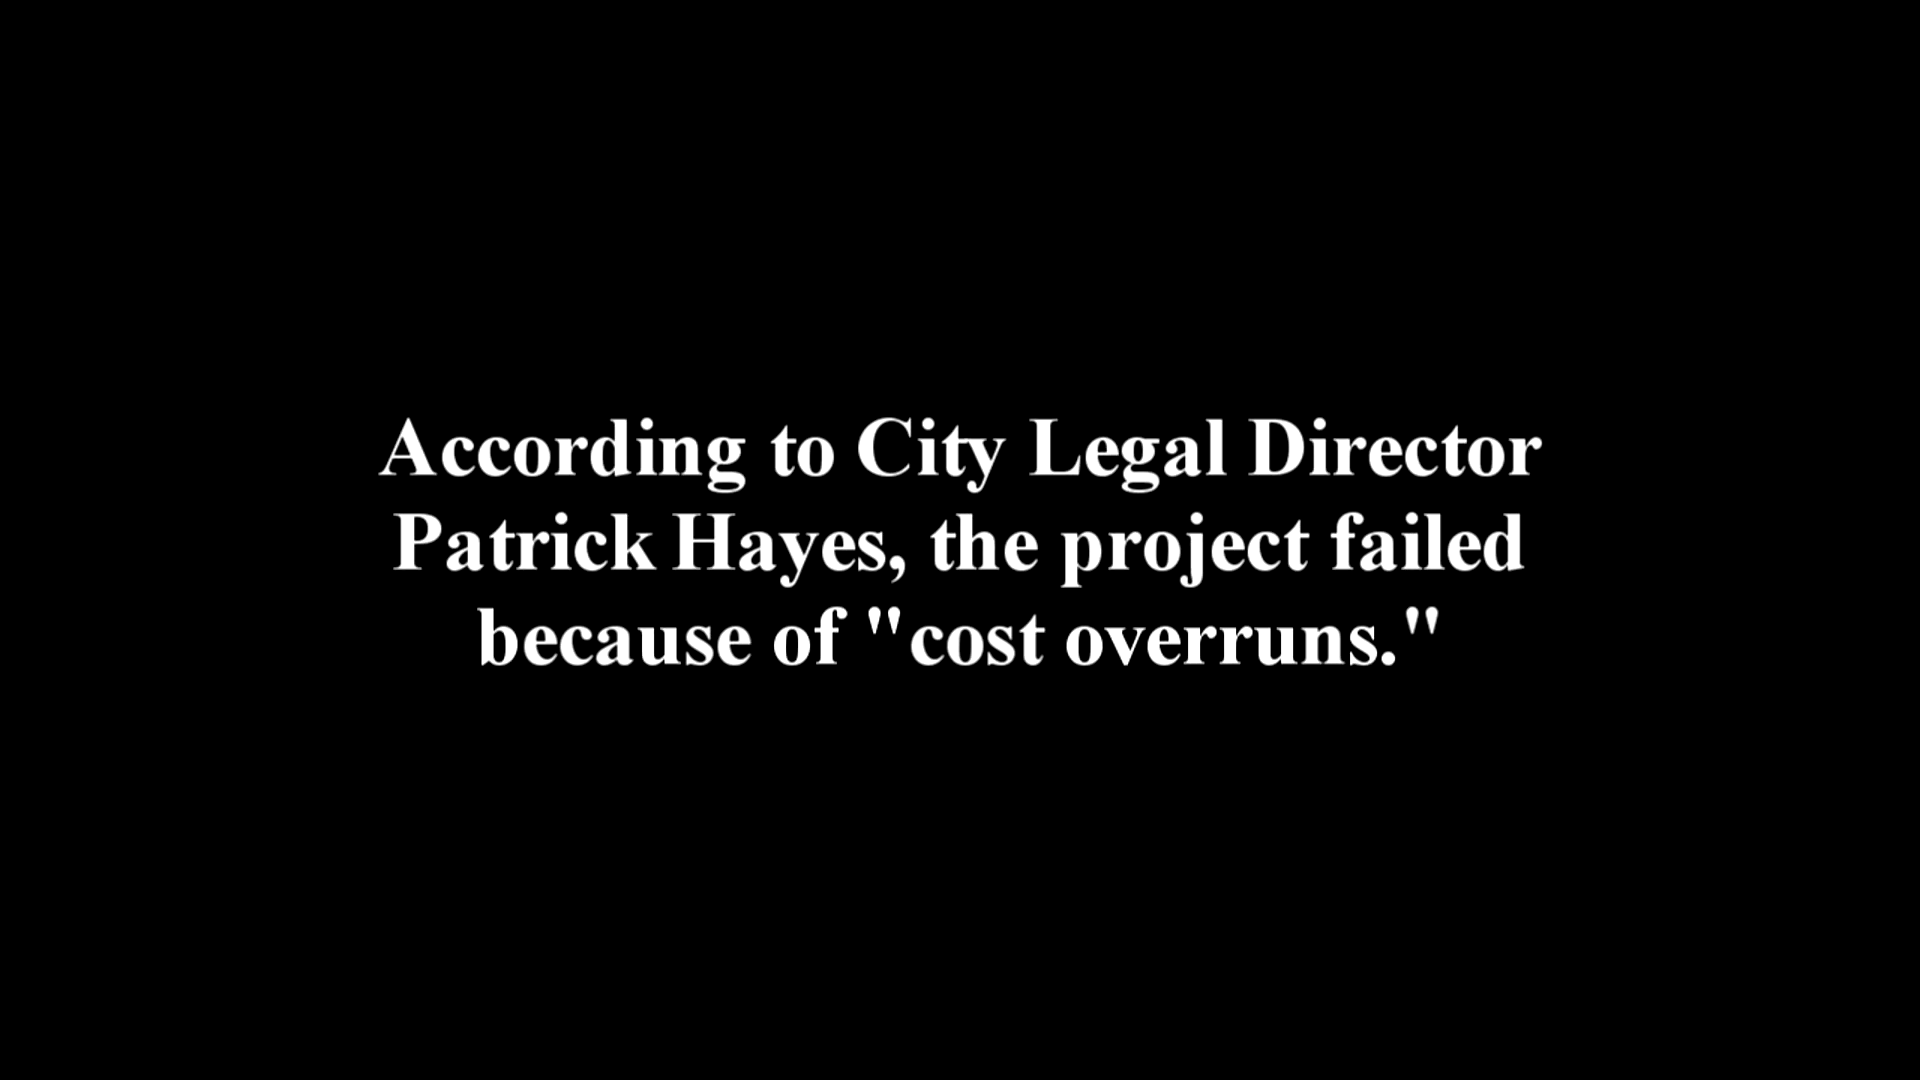 According to City Legal Director
Patrick Hayes, the project failed
because of "cost overruns."